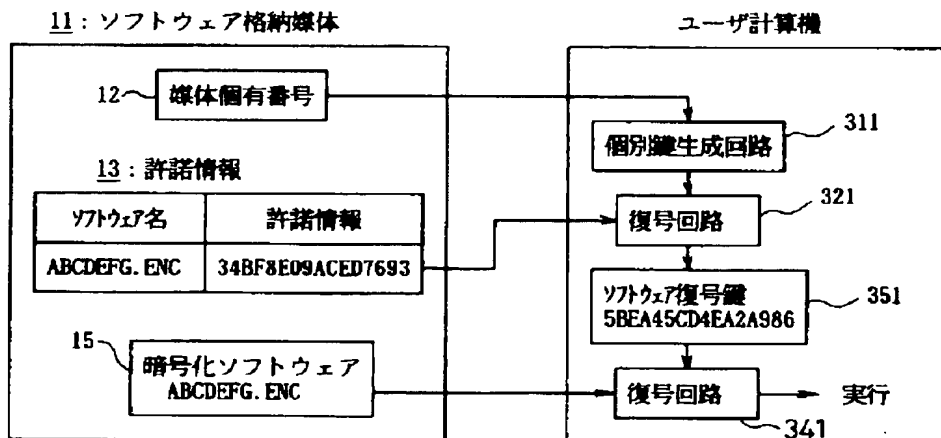 11：ソフトウェア格納媒体
ユーザ計算機
12
媒体個有番号
311
個別鍵生成回路
13：許諾情報
321
ソフトウェア名
許諾情報
復号回路
ABCDEFG.ENC
34BF8E09ACED7693
351
ソフトウェア復号鍵
5BEA45CD4EA2A986
15
暗号化ソフトウェア
ABCDEFG.ENC
復号回路
実行
341